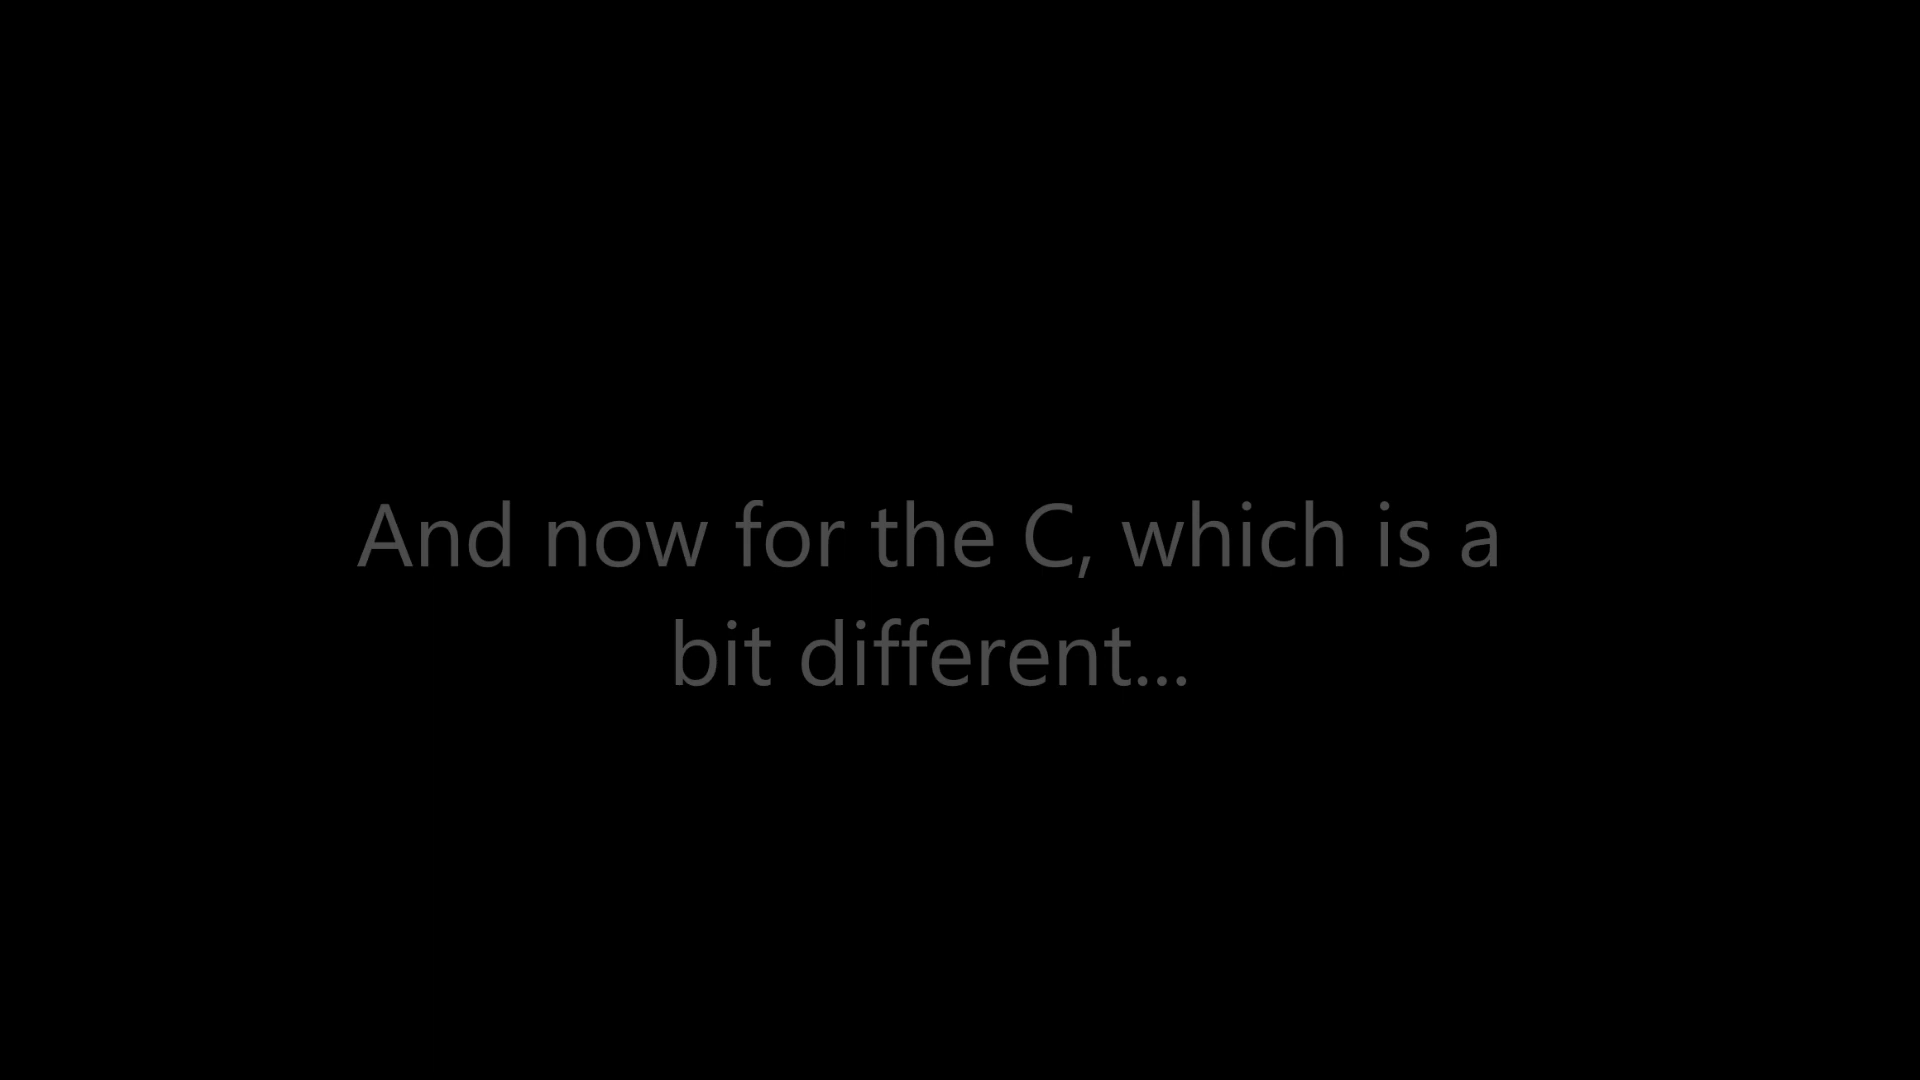 And now for the C, which is a
bit different...